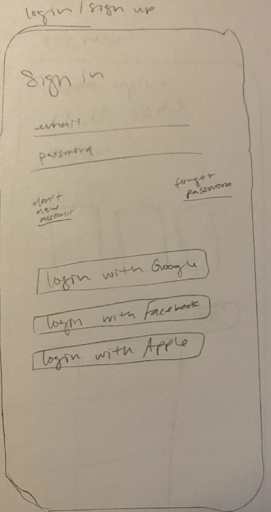 login/sign up
Sign in
email
password
don't
have
account
forgot
password
login with Google
login with Facebook
login with Apple